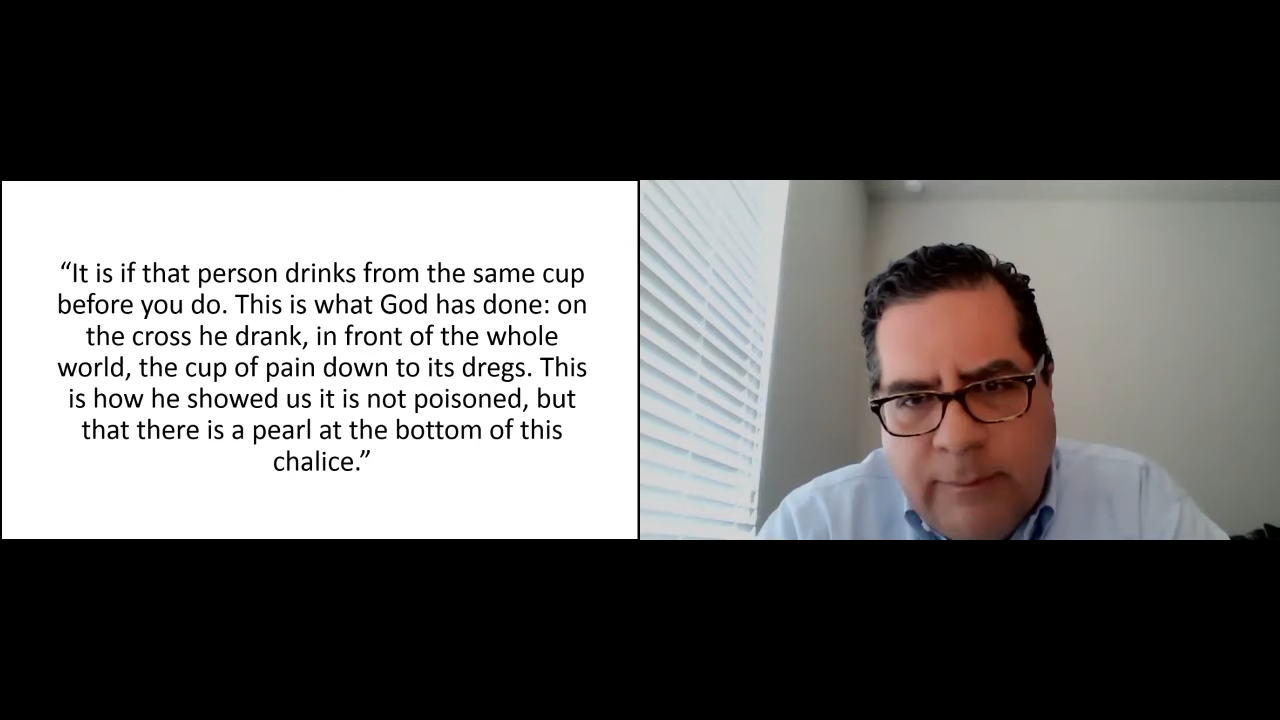 “It is if that person drinks from the same cup
before you do. This is what God has done: on
the cross he drank, in front of the whole
world, the cup of pain down to its dregs. This
is how he showed us it is not poisoned, but
that there is a pearl at the bottom of this
chalice.”